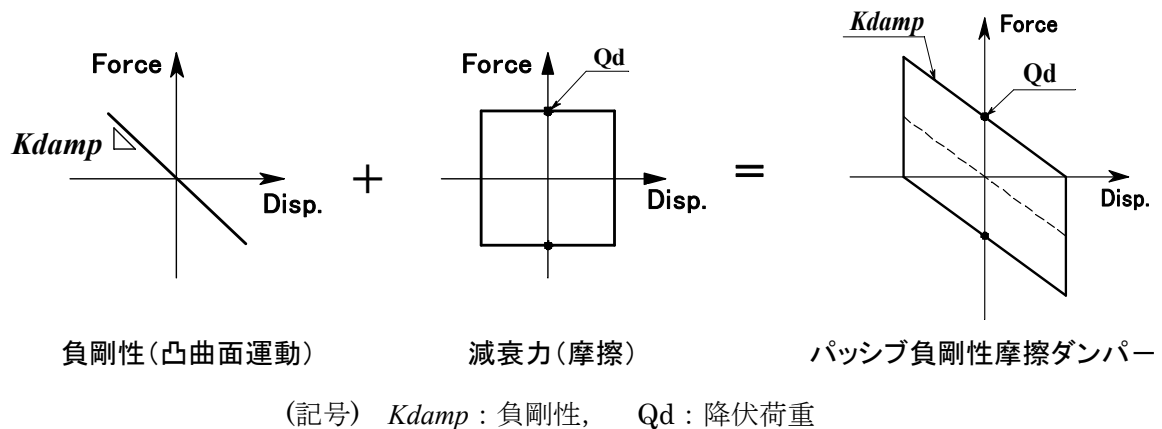 Force
Kdamp
Disp.
+
Force
Qd
Disp.
=
Kdamp
Force
Qd
Disp.
負剛性(凸曲面運動)
減衰力(摩擦)
パッシブ負剛性摩擦ダンパー
(記号) Kdamp:負剛性, Qd:降伏荷重